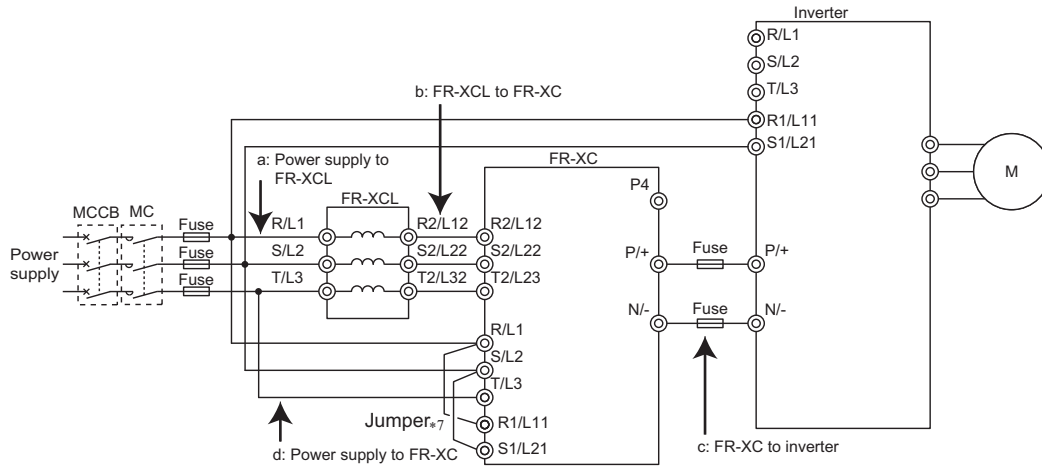 Inverter
R/L1
S/L2
T/L3
R1/L11
S1/L21
b: FR-XCL to FR-XC
a: Power supply to
FR-XCL
FR-XC
P4
M
MCCB
MC
Fuse
R/L1
FR-XCL
R2/L12
R2/L12
Power
supply
Fuse
S/L2
S2/L22
S2/L22
P/+
Fuse
P/+
Fuse
T/L3
T2/L32
T2/L23
N/-
Fuse
N/-
R/L1
S/L2
T/L3
Jumper*7
R1/L11
S1/L21
d: Power supply to FR-XC
c: FR-XC to inverter